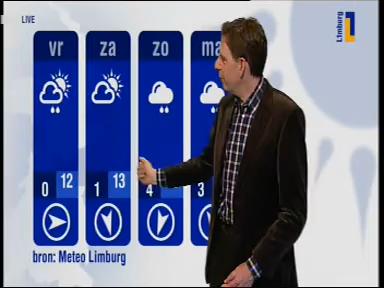 LIVE
Limburg
1
vr za zo ma
0 12 1 13 4 3
bron: Meteo Limburg